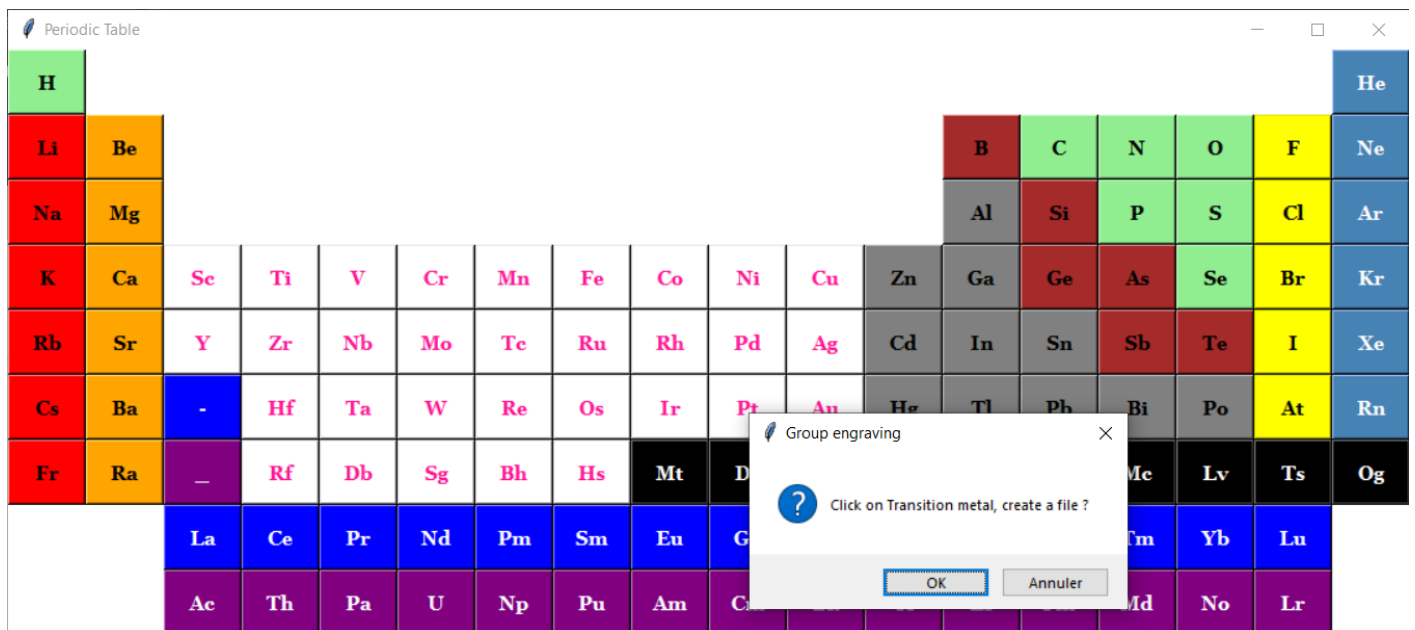 Periodic Table
H He
Li Be B C N O F Ne
Na Mg Al Si P S Cl Ar
K Ca Sc Ti V Cr Mn Fe Co Ni Cu Zn Ga Ge As Se Br Kr
Rb Sr Y Zr Nb Mo Tc Ru Rh Pd Ag Cd In Sn Sb Te I Xe
Cs Ba - Hf Ta W Re Os Ir Pt Au Hg Tl Pb Bi Po At Rn
Group engraving
Fr Ra _ Rf Db Sg Bh Hs Mt Mc Lv Ts Og
Click on Transition metal, create a file ?
La Ce Pr Nd Pm Sm Eu Tm Yb Lu
OK Annuler
Ac Th Pa U Np Pu Am Cm Md No Lr